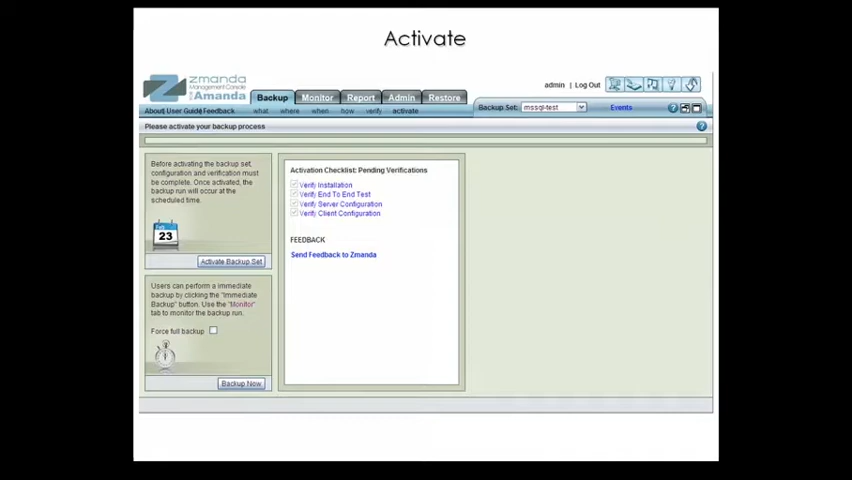 Activate
zmanda
Management Console
for Amanda
admin | Log Out
Backup Monitor Report Admin Restore
Backup Set: mssql-test Events
About| User Guide| Feedback what where when how verify activate
Please activate your backup process
Before activating the backup set,
configuration and verification must
be complete. Once activated, the
backup run will occur at the
scheduled time.
23
Activate Backup Set
Users can perform a immediate
backup by clicking the "Immediate
Backup" button. Use the "Monitor"
tab to monitor the backup run.
Force full backup
Backup Now
Activation Checklist: Pending Verifications
Verify Installation
Verify End To End Test
Verify Server Configuration
Verify Client Configuration
FEEDBACK
Send Feedback to Zmanda